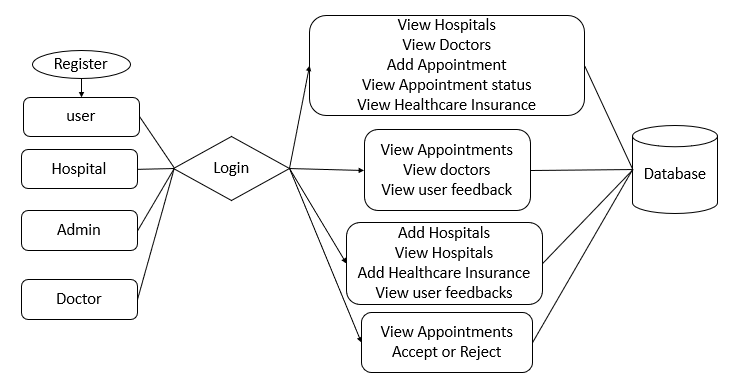 Register
user
Hospital
Admin
Doctor
Login
View Hospitals
View Doctors
Add Appointment
View Appointment status
View Healthcare Insurance
View Appointments
View doctors
View user feedback
Add Hospitals
View Hospitals
Add Healthcare Insurance
View user feedbacks
View Appointments
Accept or Reject
Database